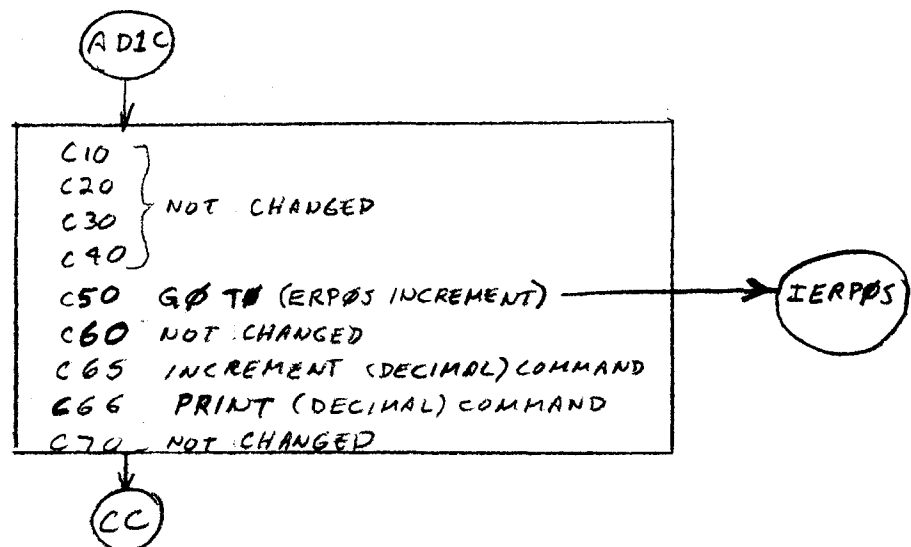 AD1C
C10
C20
C30
C40
NOT CHANGED
C50 GØ TØ (ERPØS INCREMENT)
IERPØS
C60 NOT CHANGED
C65 INCREMENT (DECIMAL) COMMAND
C66 PRINT (DECIMAL) COMMAND
C70 NOT CHANGED
CC